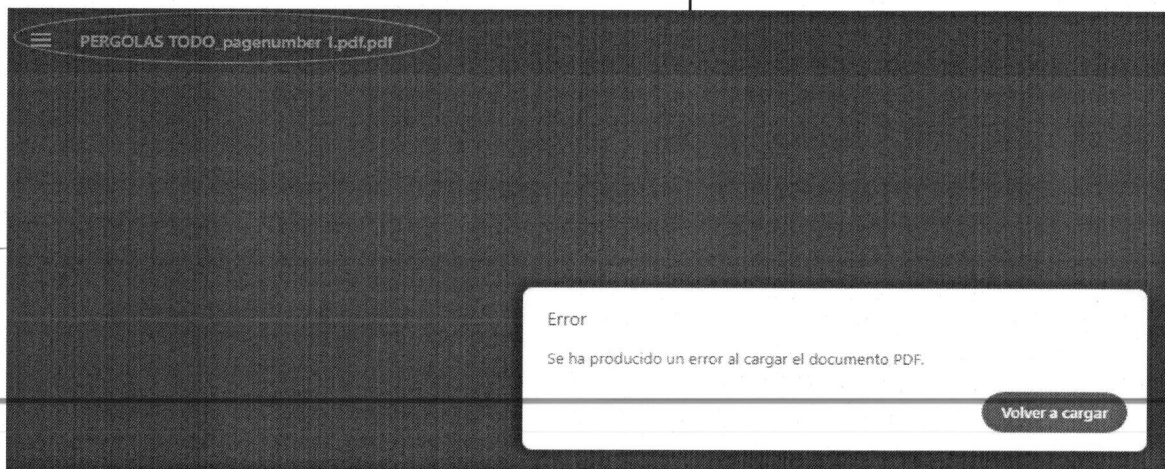 PERGOLAS TODO_pagenumber 1.pdf.pdf
Error
Se ha producido un error al cargar el documento PDF.
Volver a cargar